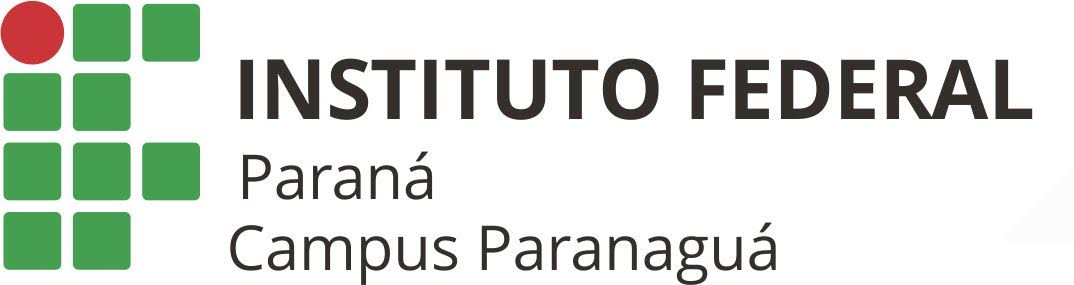 INSTITUTO FEDERAL
Paraná
Campus Paranaguá